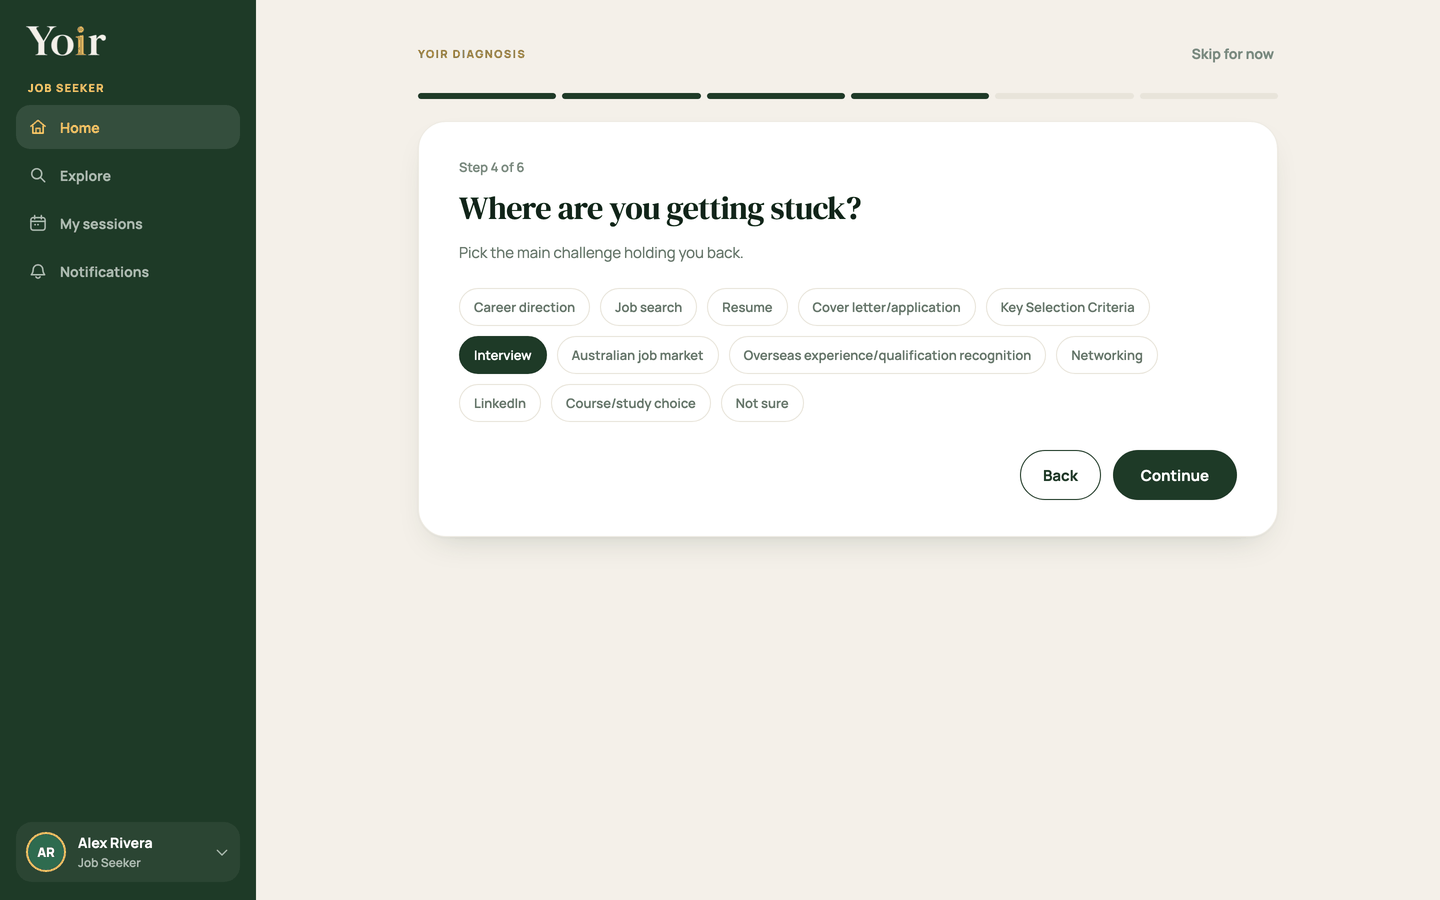 Yoir
JOB SEEKER
Home
Explore
My sessions
Notifications
AR
Alex Rivera
Job Seeker
YOIR DIAGNOSIS
Skip for now
Step 4 of 6
Where are you getting stuck?
Pick the main challenge holding you back.
Career direction
Job search
Resume
Cover letter/application
Key Selection Criteria
Interview
Australian job market
Overseas experience/qualification recognition
Networking
LinkedIn
Course/study choice
Not sure
Back
Continue